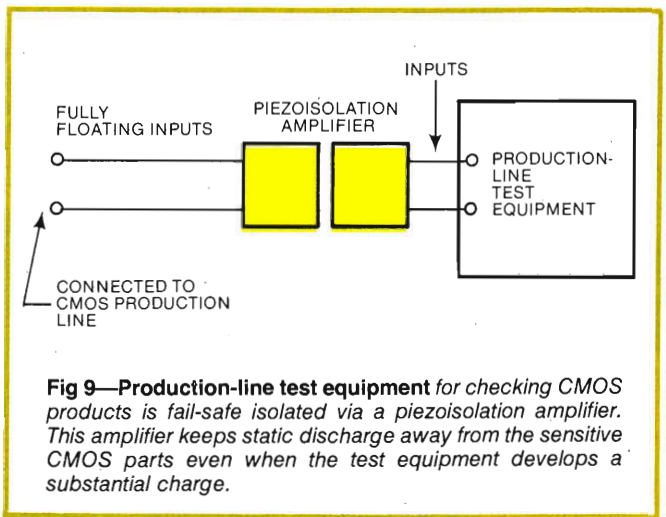 INPUTS
FULLY
FLOATING INPUTS
PIEZOISOLATION
AMPLIFIER
PRODUCTION-
LINE
TEST
EQUIPMENT
CONNECTED TO
CMOS PRODUCTION
LINE
Fig 9—Production-line test equipment for checking CMOS
products is fail-safe isolated via a piezoisolation amplifier.
This amplifier keeps static discharge away from the sensitive
CMOS parts even when the test equipment develops a
substantial charge.